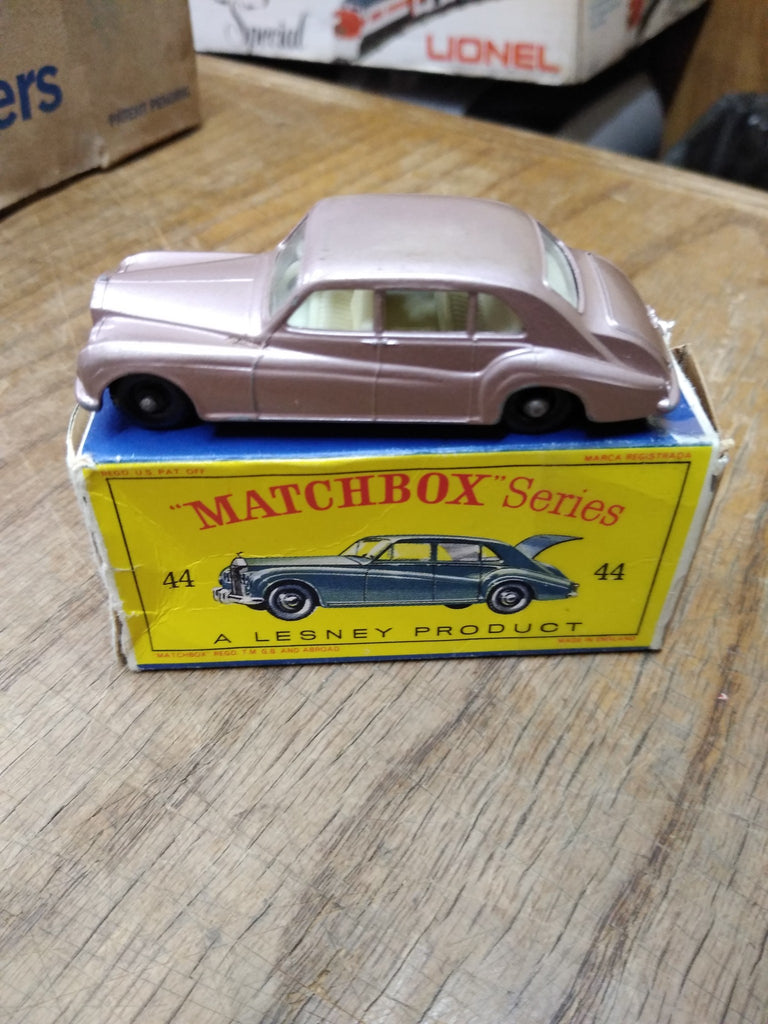 Special
LIONEL
ers
PATENT PENDING
REGD. U.S. PAT. OFF.
MARCA REGISTRADA
"MATCHBOX" Series
44
44
A LESNEY PRODUCT
"MATCHBOX" REGD. T.M. G.B. AND ABROAD
MADE IN ENGLAND